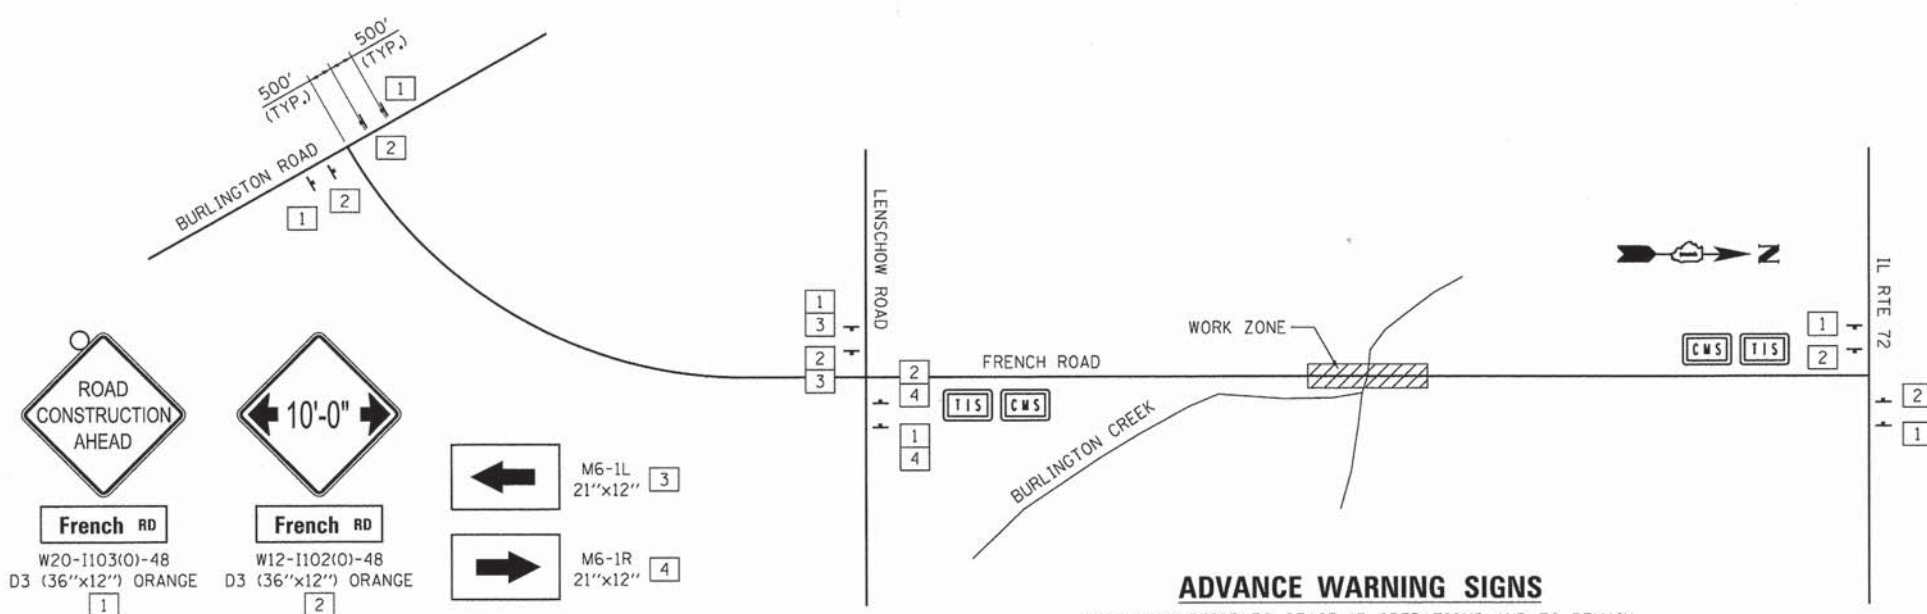 500'
(TYP.)
500'
(TYP.)
1
2
BURLINGTON ROAD
2
1
LENSCHOW ROAD
1
3
2
3
2
4
1
4
TIS
CMS
FRENCH ROAD
WORK ZONE
BURLINGTON CREEK
N
CMS
TIS
IL RTE 72
1
2
2
1
ROAD
CONSTRUCTION
AHEAD
French RD
W20-I103(O)-48
D3 (36"x12") ORANGE
1
10'-0"
French RD
W12-I102(O)-48
D3 (36"x12") ORANGE
2
M6-1L
21"x12"
3
M6-1R
21"x12"
4
ADVANCE WARNING SIGNS